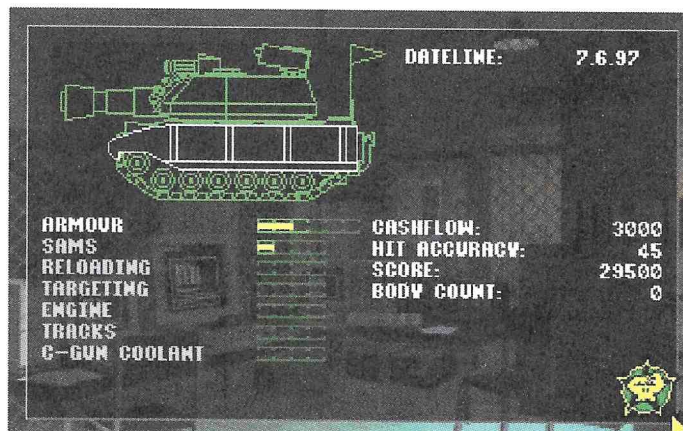 DATELINE: 7.6.97
ARMOUR
SAMS
RELOADING
TARGETING
ENGINE
TRACKS
C-GUN COOLANT
CASHFLOW: 3000
HIT ACCURACY: 45
SCORE: 29500
BODY COUNT: 0